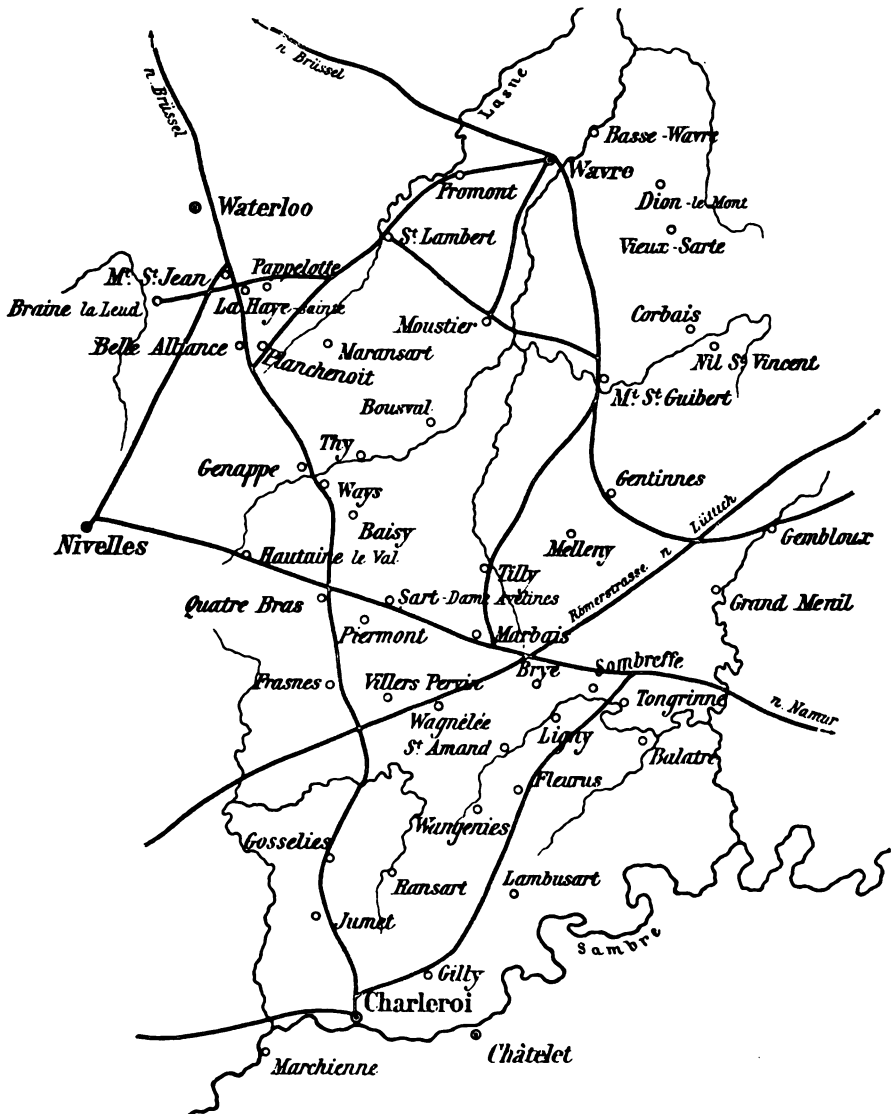 n. Brüssel
n. Brüssel
Lasne
Basse-Wavre
Wavre
Fromont
Dion-le-Mont
Waterloo
Vieux-Sarte
St. Lambert
Mt. St. Jean
Pappelotte
Braine la Leud
La Haye-Sainte
Moustier
Corbais
Belle Alliance
Planchenoit
Maransart
Nil St. Vincent
Mt. St. Guibert
Bousval
Thy
Genappe
Ways
Gentinnes
Baisy
Nivelles
Melleny
Lüttich
Gembloux
Hautaine le Val
Tilly
Römerstrasse n
Quatre Bras
Sart-Dame Avelines
Grand Menil
Piermont
Marbais
Sombreffe
Frasnes
Villers Pervin
Brye
Tongrinne
n. Namur
Wagnélée
St. Amand
Ligny
Balatre
Fleurus
Wangenies
Gosselies
Ransart
Lambusart
Jumet
Sambre
Gilly
Charleroi
Châtelet
Marchienne